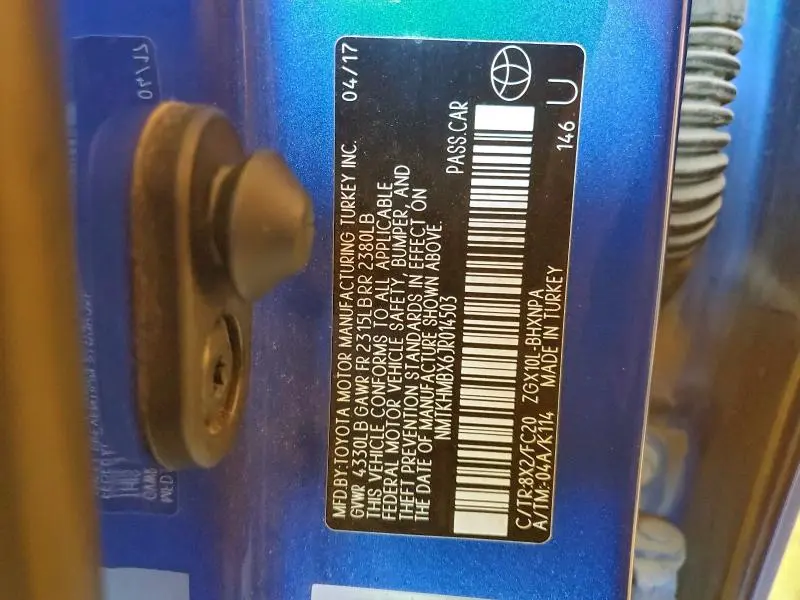 MFD.BY:TOYOTA MOTOR MANUFACTURING TURKEY INC. 04/17
GVWR 4330LB GAWR FR 2315LB RR 2380LB
THIS VEHICLE CONFORMS TO ALL APPLICABLE
FEDERAL MOTOR VEHICLE SAFETY, BUMPER, AND
THEFT PREVENTION STANDARDS IN EFFECT ON
THE DATE OF MANUFACTURE SHOWN ABOVE.
NMTKHMBX6JR014503 PASS.CAR
C/TR:8X2/FC20 ZGX10L-BHXNPA
A/TM:04A/K114 MADE IN TURKEY 146 U
04/17